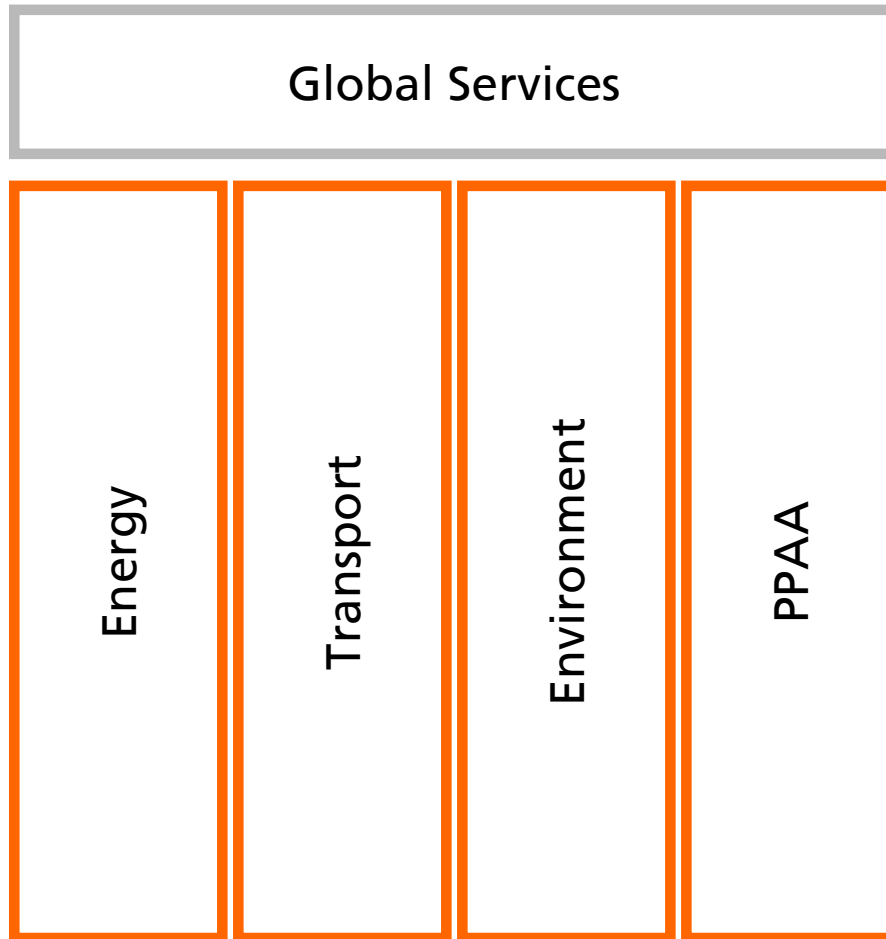 Global Services
Energy
Transport
Environment
PPAA